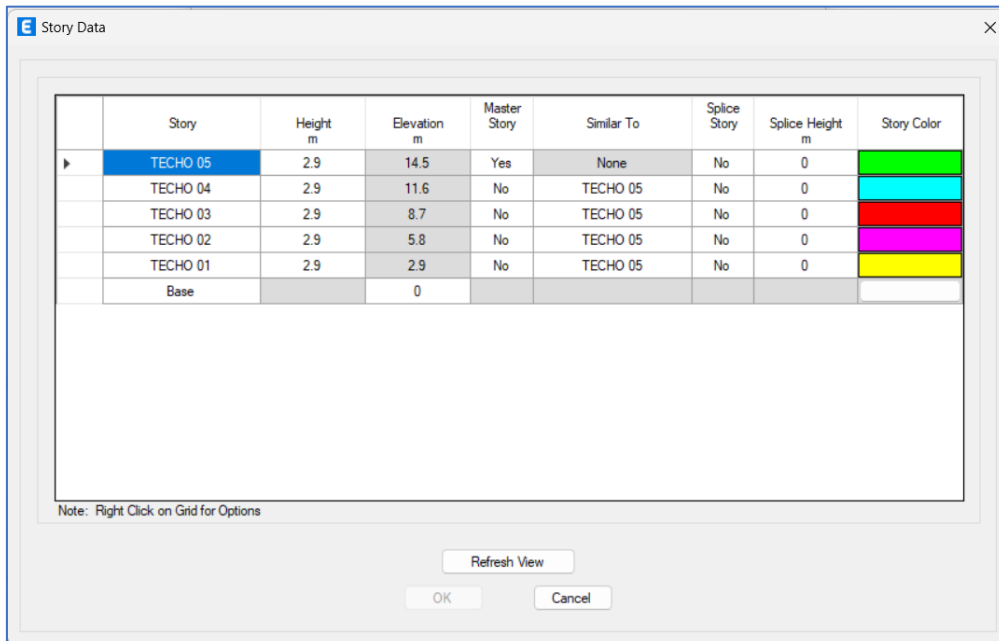 E Story Data
Story Height m Elevation m Master Story Similar To Splice Story Splice Height m Story Color
TECHO 05 2.9 14.5 Yes None No 0
TECHO 04 2.9 11.6 No TECHO 05 No 0
TECHO 03 2.9 8.7 No TECHO 05 No 0
TECHO 02 2.9 5.8 No TECHO 05 No 0
TECHO 01 2.9 2.9 No TECHO 05 No 0
Base 0
Note: Right Click on Grid for Options
Refresh View
OK Cancel